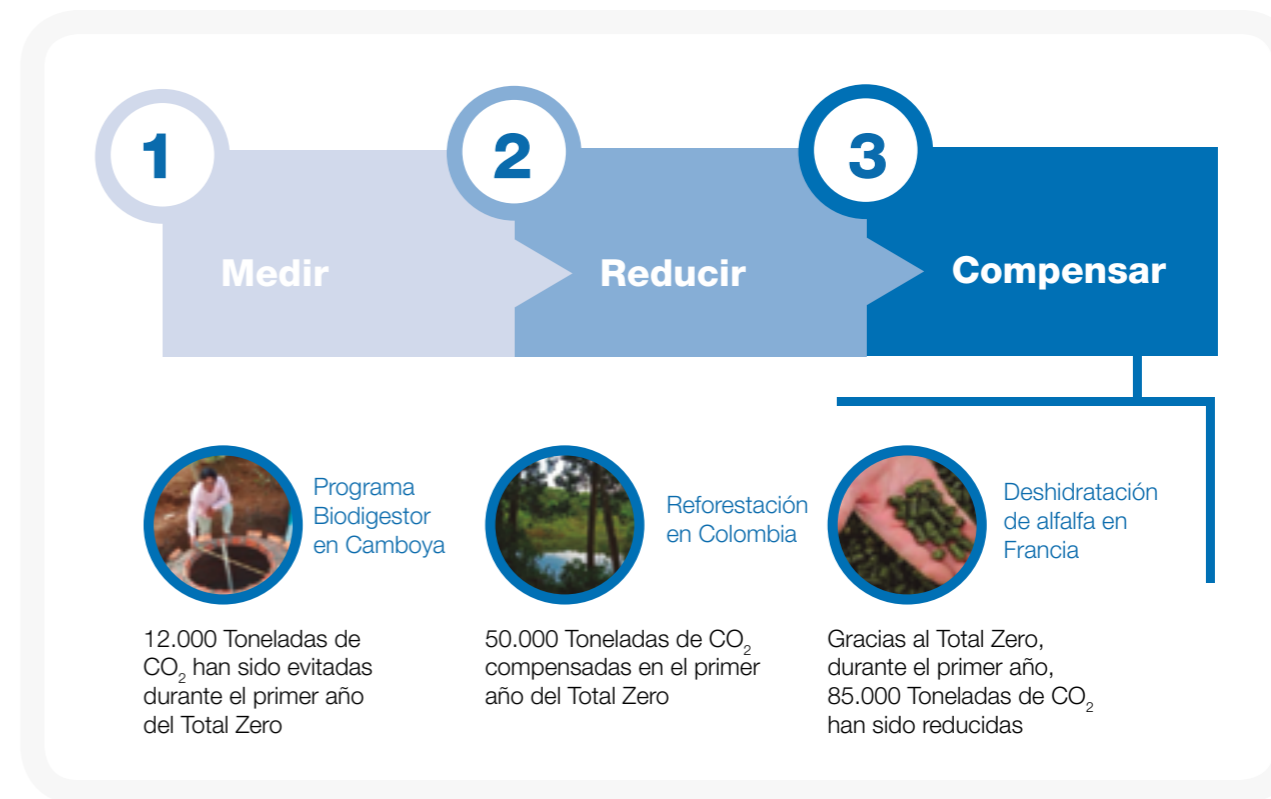 1
2
3
Medir
Reducir
Compensar
Programa
Biodigestor
en Camboya
Reforestación
en Colombia
Deshidratación
de alfalfa en
Francia
12.000 Toneladas de
CO₂ han sido evitadas
durante el primer año
del Total Zero
50.000 Toneladas de CO₂
compensadas en el primer
año del Total Zero
Gracias al Total Zero,
durante el primer año,
85.000 Toneladas de CO₂
han sido reducidas